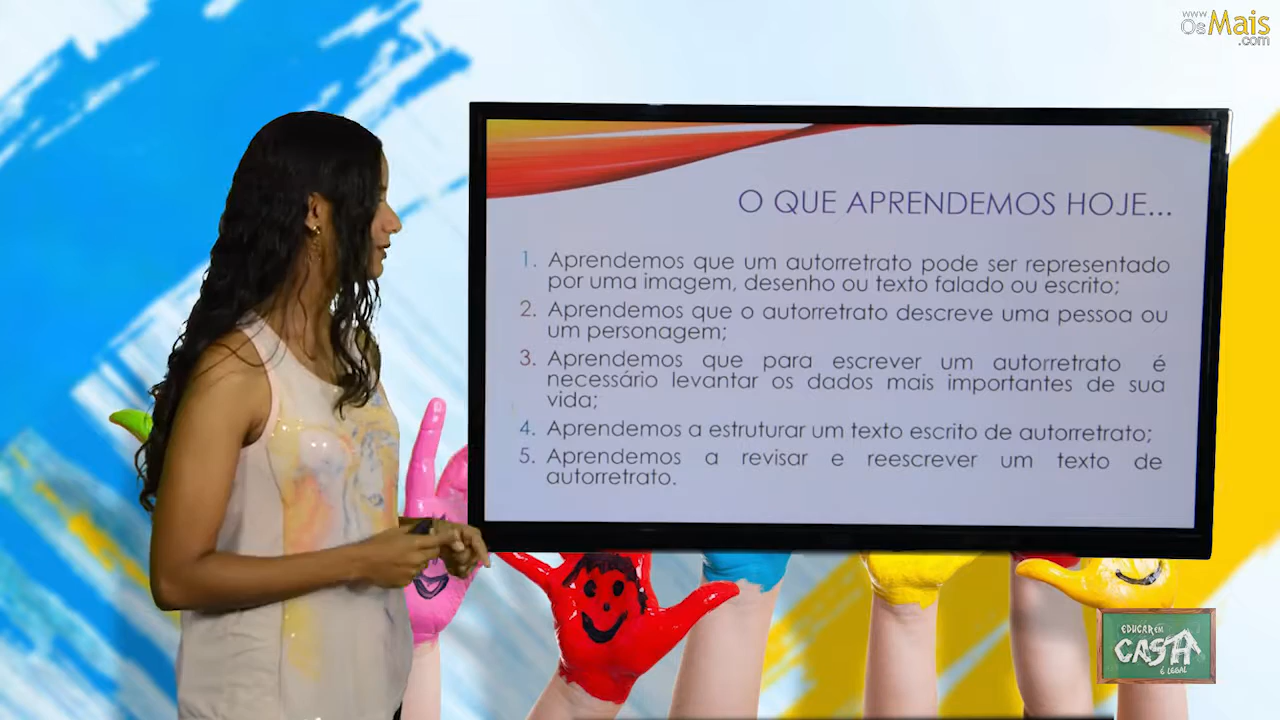 www
OsMais
.com
O QUE APRENDEMOS HOJE...
1. Aprendemos que um autorretrato pode ser representado
por uma imagem, desenho ou texto falado ou escrito;
2. Aprendemos que o autorretrato descreve uma pessoa ou
um personagem;
3. Aprendemos que para escrever um autorretrato é
necessário levantar os dados mais importantes de sua
vida;
4. Aprendemos a estruturar um texto escrito de autorretrato;
5. Aprendemos a revisar e reescrever um texto de
autorretrato.
EDUCAR EM
CASA
É LEGAL